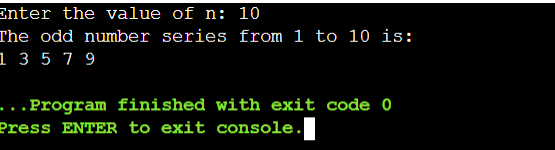 Enter the value of n: 10
The odd number series from 1 to 10 is:
1 3 5 7 9
...Program finished with exit code 0
Press ENTER to exit console.